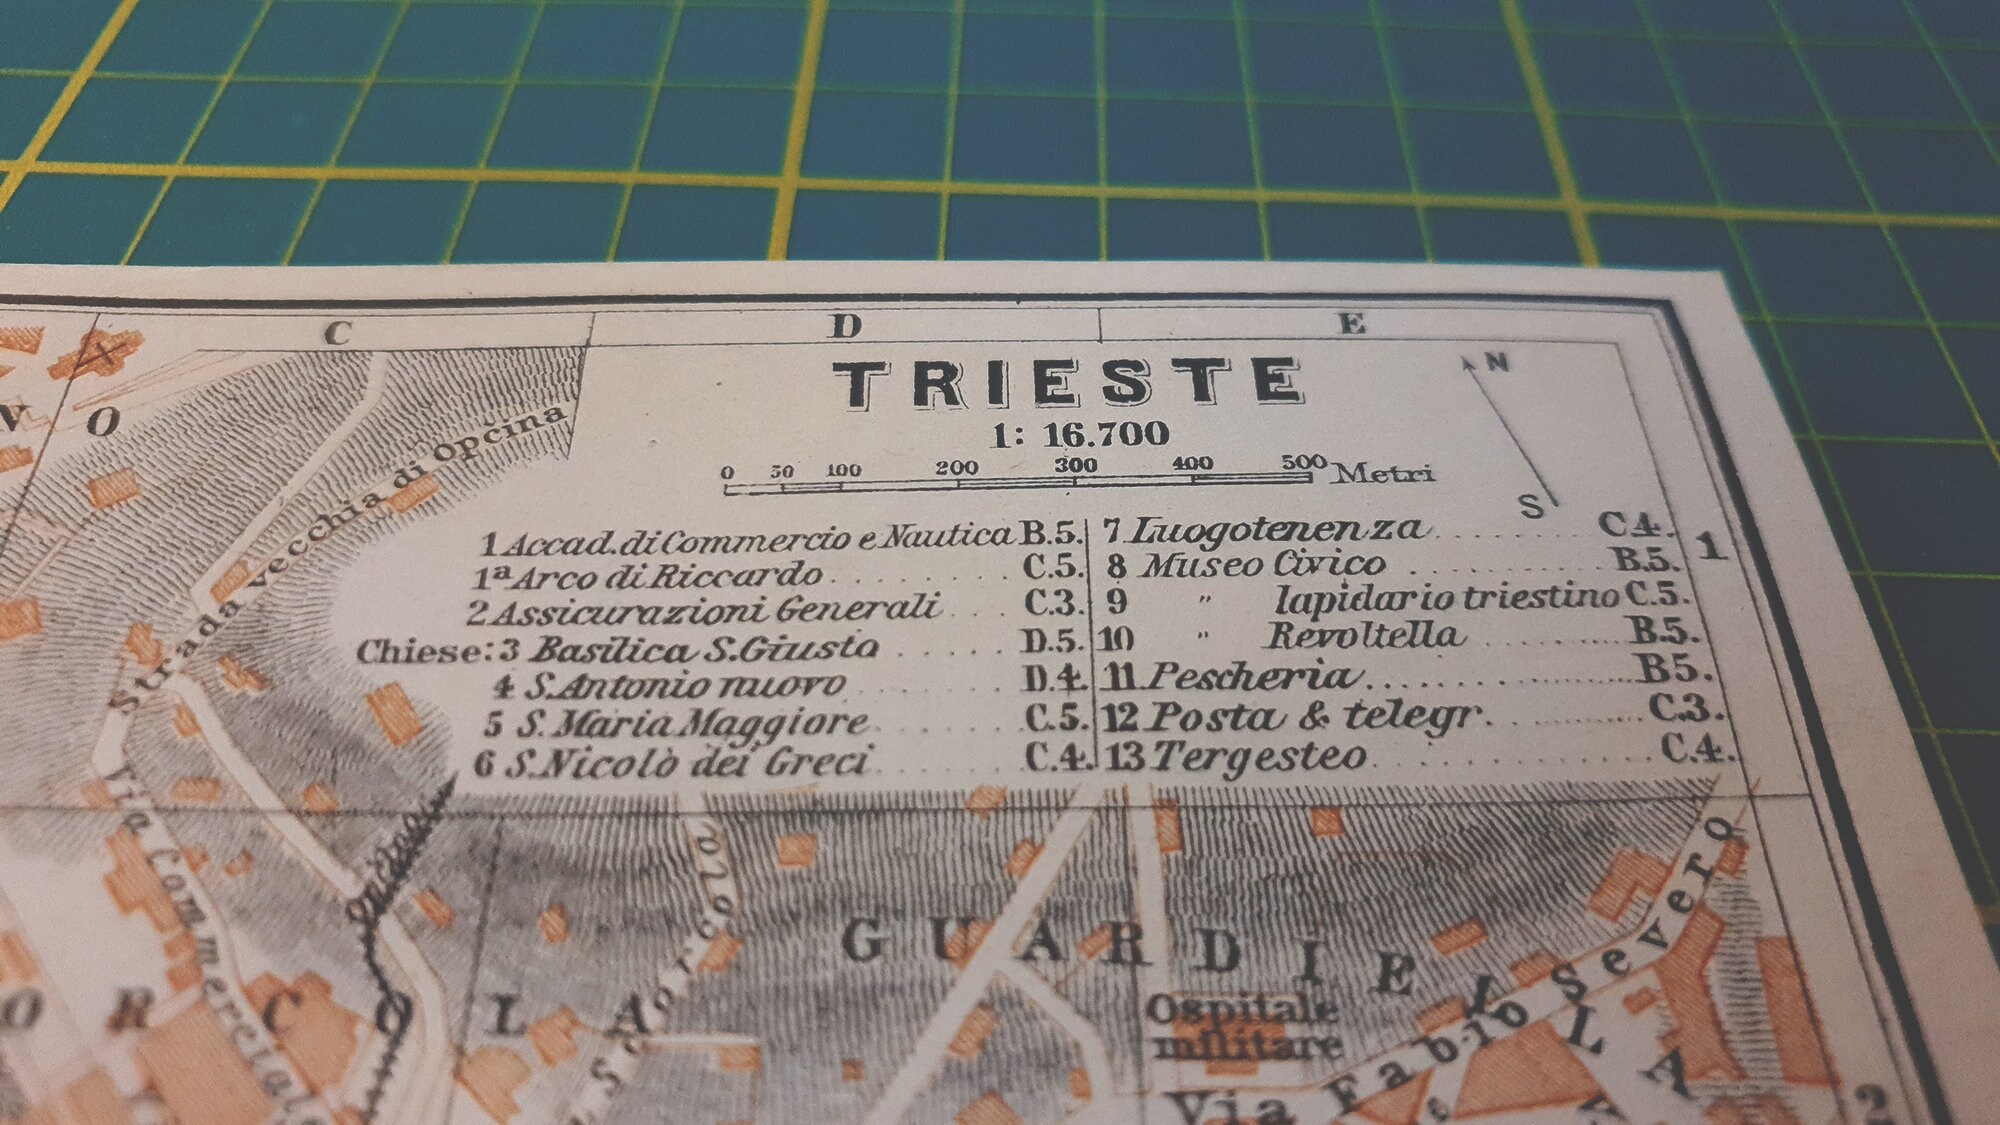 C D E
TRIESTE
N
1: 16.700
0 50 100 200 300 400 500 Metri
S
1 Accad. di Commercio e Nautica B.5.
1ª Arco di Riccardo . . . . . . . . C.5.
2 Assicurazioni Generali . . . C.3.
Chiese: 3 Basilica S. Giusto . . . . . . D.5.
4 S. Antonio nuovo . . . . . . . . D.4.
5 S. Maria Maggiore . . . . . . . C.5.
6 S. Nicolò dei Greci . . . . . . . C.4.
7 Luogotenenza . . . . . . . . . C4.
8 Museo Civico . . . . . . . . . . B.5.
9 " lapidario triestino C.5.
10 " Revoltella . . . . . . . . . B.5.
11 Pescheria . . . . . . . . . . . B5.
12 Posta & telegr. . . . . . . . . C.3.
13 Tergesteo . . . . . . . . . . . C.4.
1
NO
Strada vecchia di Opcina
Via Commerciale
Scorcola
ORCOLA
GUARDIELLA
Ospitale
militare
Via Fabio Severo
2